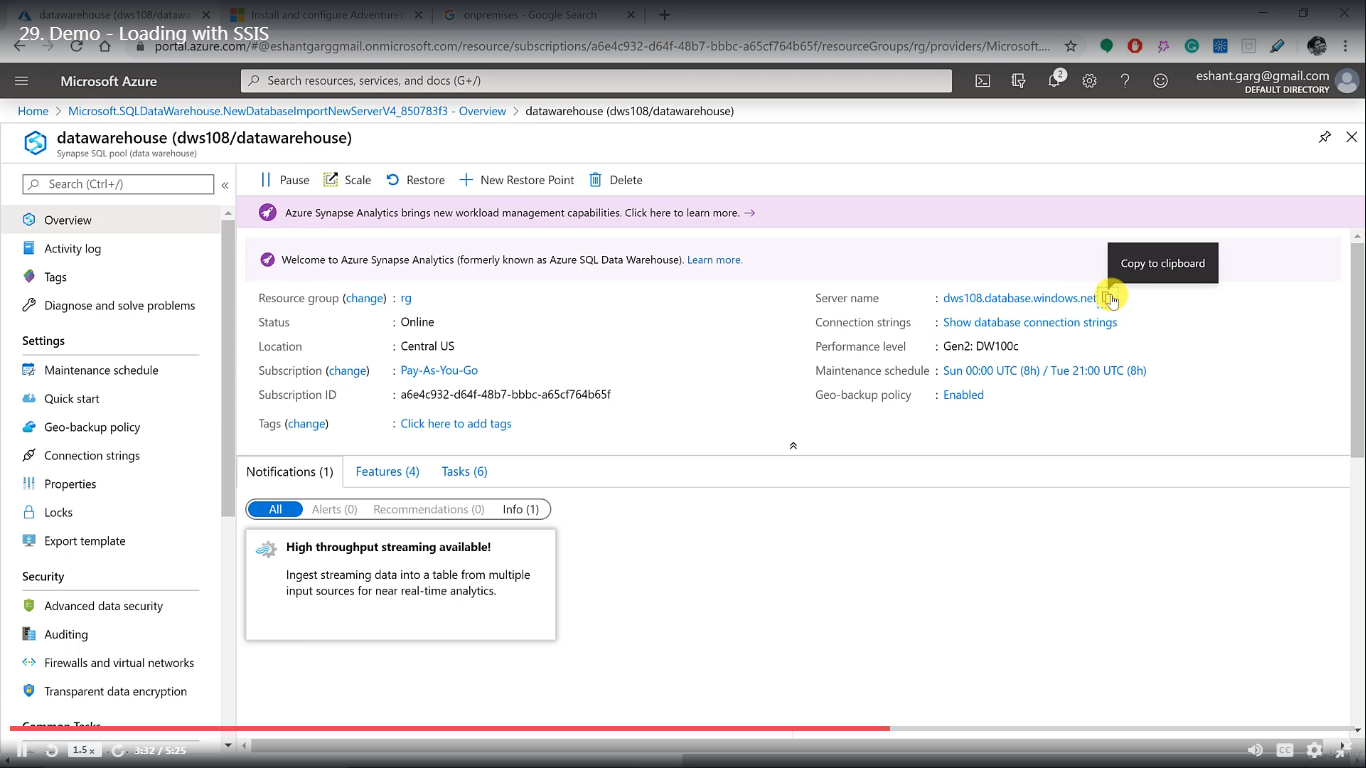 datawarehouse (dws108/dataware
Install and configure AdventureV
onpremises - Google Search
29. Demo - Loading with SSIS
portal.azure.com/#@eshantgarggmail.onmicrosoft.com/resource/subscriptions/a6e4c932-d64f-48b7-bbbc-a65cf764b65f/resourceGroups/rg/providers/Microsoft....
Microsoft Azure
Search resources, services, and docs (G+/)
2
eshant.garg@gmail.com
DEFAULT DIRECTORY
Home > Microsoft.SQLDataWarehouse.NewDatabaseImportNewServerV4_850783f3 - Overview > datawarehouse (dws108/datawarehouse)
datawarehouse (dws108/datawarehouse)
Synapse SQL pool (data warehouse)
Search (Ctrl+/)
«
Overview
Activity log
Tags
Diagnose and solve problems
Settings
Maintenance schedule
Quick start
Geo-backup policy
Connection strings
Properties
Locks
Export template
Security
Advanced data security
Auditing
Firewalls and virtual networks
Transparent data encryption
Common Tasks
Pause Scale Restore New Restore Point Delete
Azure Synapse Analytics brings new workload management capabilities. Click here to learn more. →
Welcome to Azure Synapse Analytics (formerly known as Azure SQL Data Warehouse). Learn more.
Copy to clipboard
Resource group (change) : rg
Status : Online
Location : Central US
Subscription (change) : Pay-As-You-Go
Subscription ID : a6e4c932-d64f-48b7-bbbc-a65cf764b65f
Tags (change) : Click here to add tags
Server name : dws108.database.windows.net
Connection strings : Show database connection strings
Performance level : Gen2: DW100c
Maintenance schedule : Sun 00:00 UTC (8h) / Tue 21:00 UTC (8h)
Geo-backup policy : Enabled
Notifications (1) Features (4) Tasks (6)
All Alerts (0) Recommendations (0) Info (1)
High throughput streaming available!
Ingest streaming data into a table from multiple
input sources for near real-time analytics.
1.5 x
3:32 / 5:25
CC